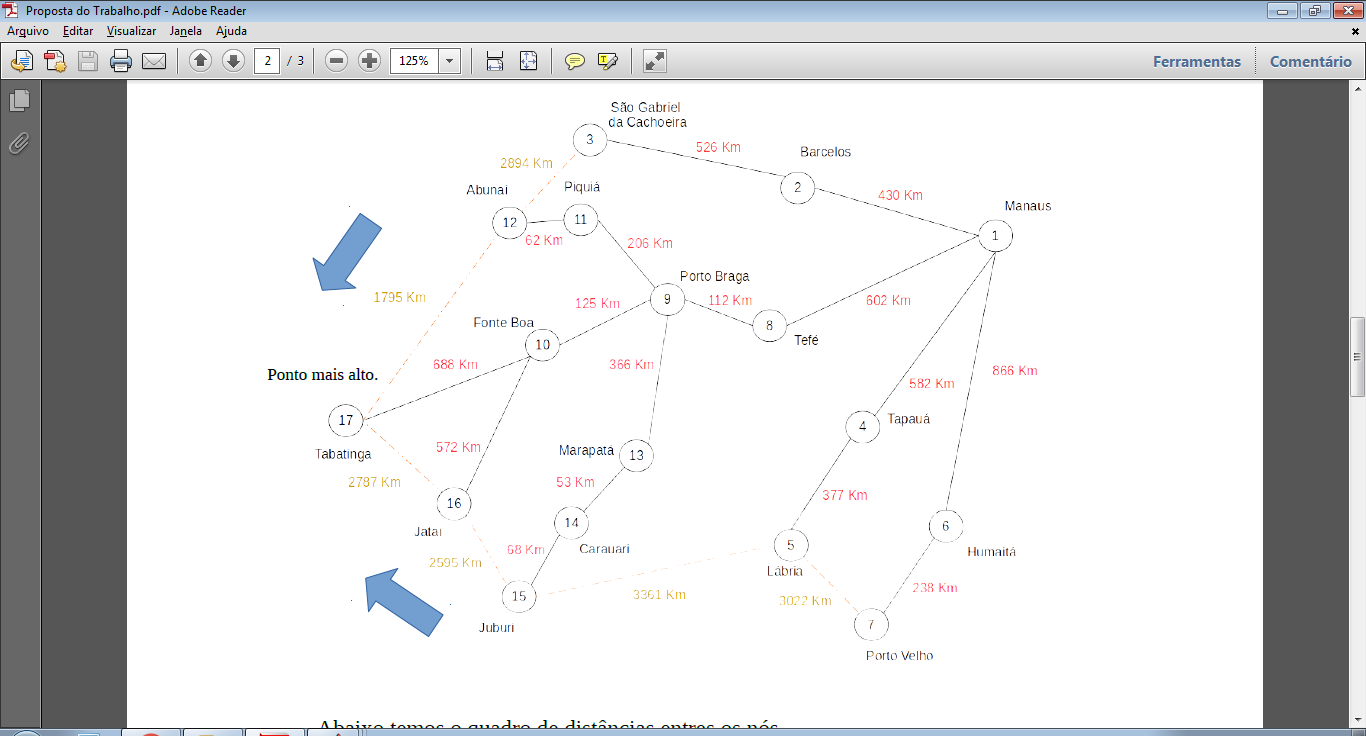 Proposta do Trabalho.pdf - Adobe Reader
Arquivo Editar Visualizar Janela Ajuda
2 / 3 125% Ferramentas Comentário
São Gabriel
da Cachoeira
3
526 Km
Barcelos
2
2894 Km
430 Km
Abunai
Piquiá
Manaus
12
11
1
62 Km
206 Km
Porto Braga
1795 Km
9
112 Km
602 Km
125 Km
Fonte Boa
8
Tefé
10
688 Km
366 Km
866 Km
Ponto mais alto.
582 Km
17
4
Tapauá
Tabatinga
572 Km
Marapata
13
2787 Km
53 Km
377 Km
16
14
6
Jatai
Carauari
5
Humaitá
68 Km
2595 Km
Lábria
15
3361 Km
3022 Km
238 Km
Juburi
7
Porto Velho
Abaixo temos o quadro de distâncias entres os nós